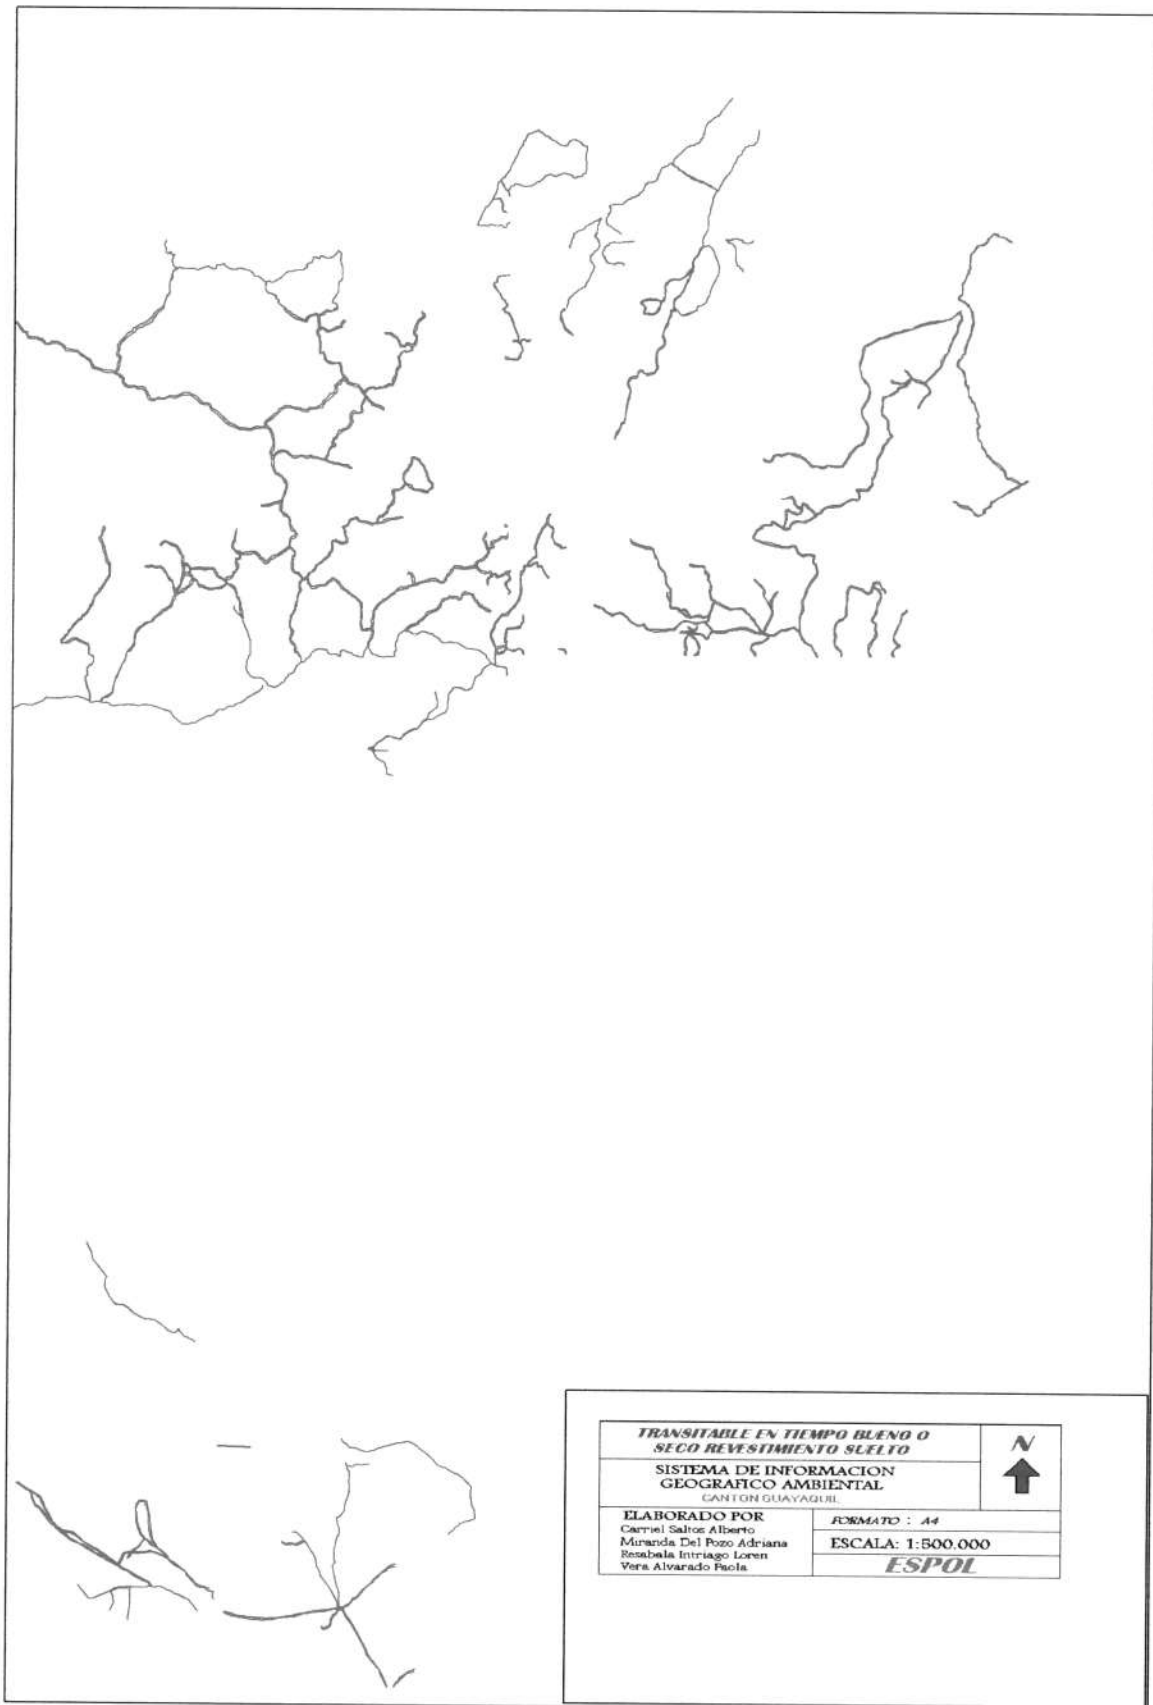 TRANSITABLE EN TIEMPO BUENO O
SECO REVESTIMIENTO SUELTO
N
SISTEMA DE INFORMACION
GEOGRAFICO AMBIENTAL
CANTON GUAYAQUIL
ELABORADO POR
Carriel Saltos Alberto
Miranda Del Pozo Adriana
Resabala Intriago Loren
Vera Alvarado Paola
FORMATO : A4
ESCALA: 1:500.000
ESPOL